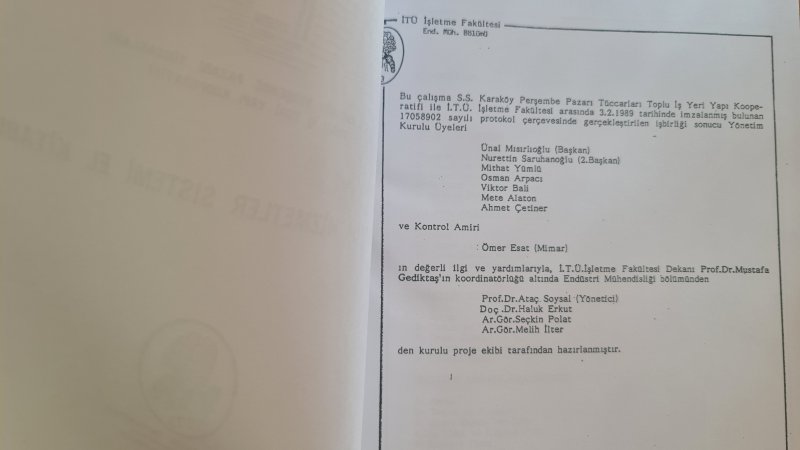 İTÜ İşletme Fakültesi
End. Müh. Bölümü
Bu çalışma S.S. Karaköy Perşembe Pazarı Tüccarları Toplu İş Yeri Yapı Koope-
ratifi ile İ.T.Ü. İşletme Fakültesi arasında 3.2.1989 tarihinde imzalanmış bulunan
17058902 sayılı protokol çerçevesinde gerçekleştirilen işbirliği sonucu Yönetim
Kurulu Üyeleri
Ünal Mısırlıoğlu (Başkan)
Nurettin Saruhanoğlu (2.Başkan)
Mithat Yümlü
Osman Arpacı
Viktor Bali
Mete Alaton
Ahmet Çetiner
ve Kontrol Amiri
: Ömer Esat (Mimar)
ın değerli ilgi ve yardımlarıyla, İ.T.Ü.İşletme Fakültesi Dekanı Prof.Dr.Mustafa
Gediktaş'ın koordinatörlüğü altında Endüstri Mühendisliği bölümünden
Prof.Dr.Ataç Soysal (Yönetici)
Doç.Dr.Haluk Erkut
Ar.Gör.Seçkin Polat
Ar.Gör.Melih İlter
den kurulu proje ekibi tarafından hazırlanmıştır.